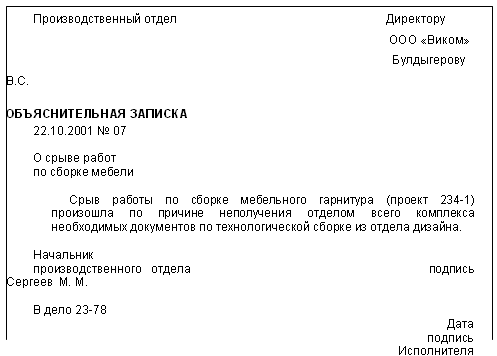 Производственный отдел Директору
ООО «Виком»
Булдыгерову
В.С.
ОБЪЯСНИТЕЛЬНАЯ ЗАПИСКА
22.10.2001 № 07
О срыве работ
по сборке мебели
Срыв работы по сборке мебельного гарнитура (проект 234-1)
произошла по причине неполучения отделом всего комплекса
необходимых документов по технологической сборке из отдела дизайна.
Начальник
производственного отдела подпись
Сергеев М. М.
В дело 23-78
Дата
подпись
Исполнителя